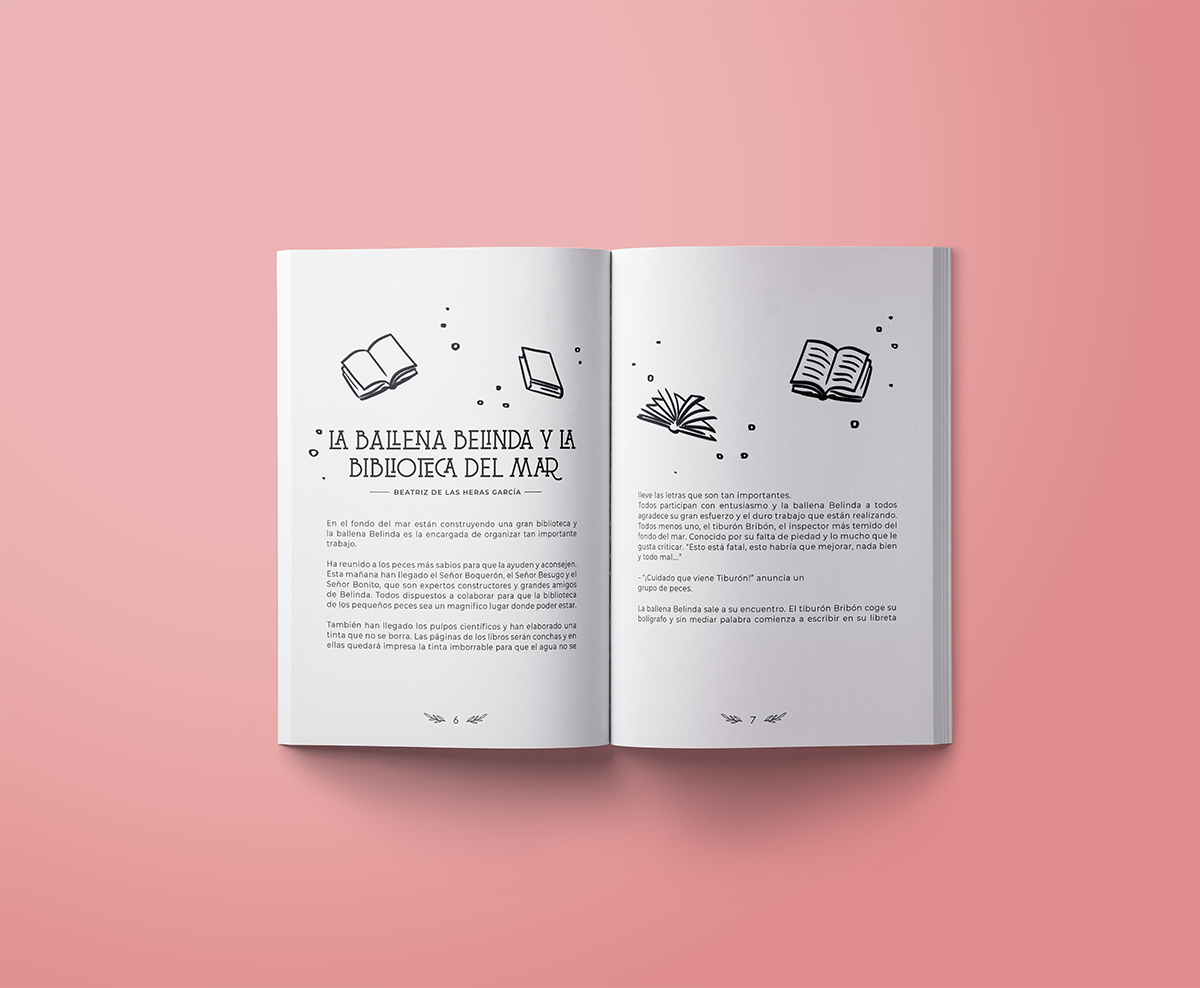 LA BALLENA BELINDA Y LA
BIBLIOTECA DEL MAR
BEATRIZ DE LAS HERAS GARCÍA
En el fondo del mar están construyendo una gran biblioteca y
la ballena Belinda es la encargada de organizar tan importante
trabajo.
Ha reunido a los peces más sabios para que la ayuden y aconsejen.
Esta mañana han llegado el Señor Boquerón, el Señor Besugo y el
Señor Bonito, que son expertos constructores y grandes amigos
de Belinda. Todos dispuestos a colaborar para que la biblioteca
de los pequeños peces sea un magnífico lugar donde poder estar.
También han llegado los pulpos científicos y han elaborado una
tinta que no se borra. Las páginas de los libros serán conchas y en
ellas quedará impresa la tinta imborrable para que el agua no se
6
lleve las letras que son tan importantes.
Todos participan con entusiasmo y la ballena Belinda a todos
agradece su gran esfuerzo y el duro trabajo que están realizando.
Todos menos uno, el tiburón Bribón, el inspector más temido del
fondo del mar. Conocido por su falta de piedad y lo mucho que le
gusta criticar. "Esto está fatal, esto habría que mejorar, nada bien
y todo mal..."
- "¡Cuidado que viene Tiburón!" anuncía un
grupo de peces.
La ballena Belinda sale a su encuentro. El tiburón Bribón coge su
bolígrafo y sin mediar palabra comienza a escribir en su libreta
7